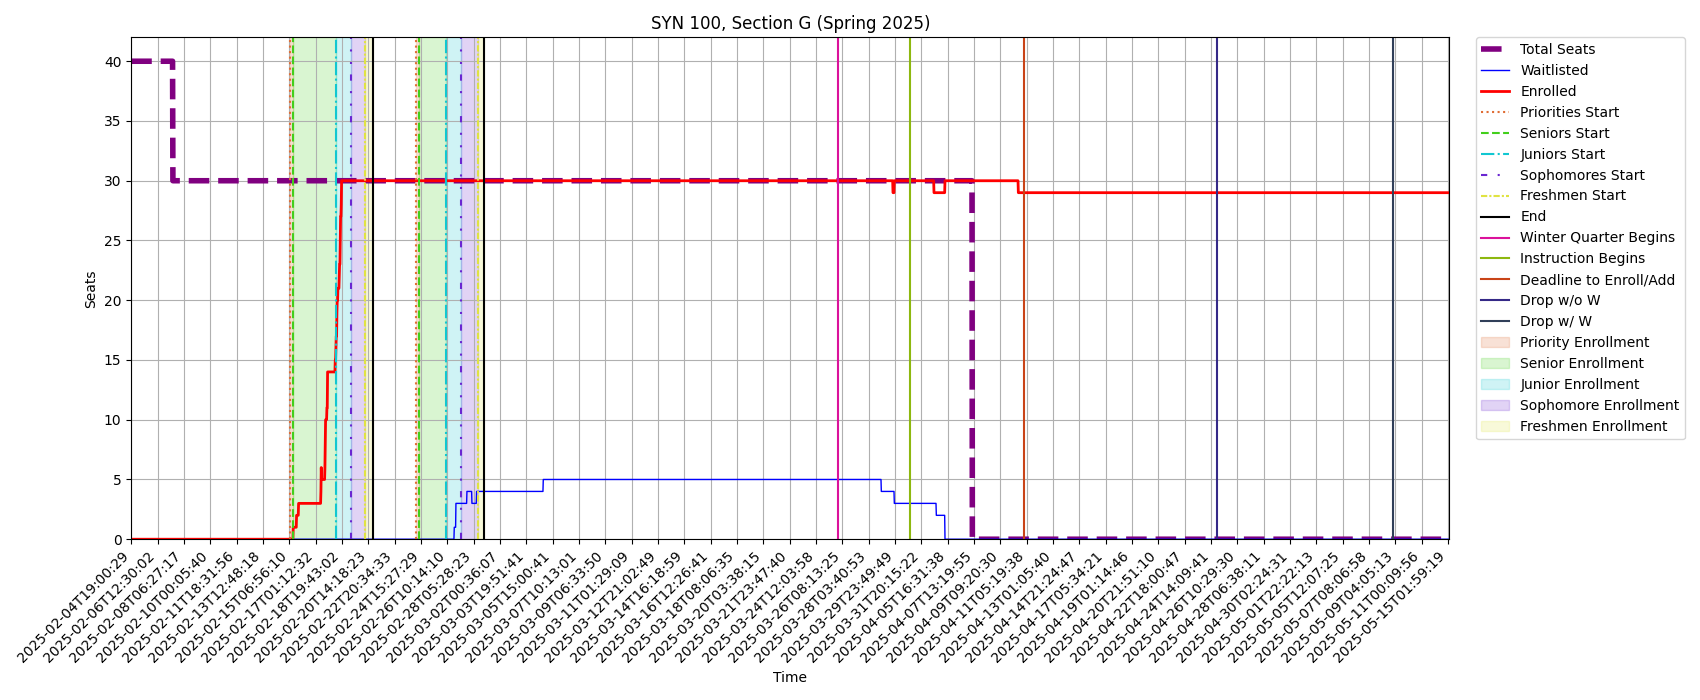 SYN 100, Section G (Spring 2025)
40
35
30
25
20
15
10
5
0
Seats
2025-02-04T19:00:29
2025-02-06T12:30:02
2025-02-08T06:27:17
2025-02-10T00:05:40
2025-02-11T18:31:56
2025-02-13T12:48:18
2025-02-15T06:56:10
2025-02-17T01:12:32
2025-02-18T19:43:02
2025-02-20T14:18:23
2025-02-22T20:34:33
2025-02-24T15:27:29
2025-02-26T10:14:10
2025-02-28T05:28:23
2025-03-02T00:36:07
2025-03-03T19:51:41
2025-03-05T15:00:41
2025-03-07T10:13:01
2025-03-09T06:33:50
2025-03-11T01:29:09
2025-03-12T21:02:49
2025-03-14T16:18:59
2025-03-16T12:26:41
2025-03-18T08:06:35
2025-03-20T03:38:15
2025-03-21T23:47:40
2025-03-24T12:03:58
2025-03-26T08:13:25
2025-03-28T03:40:53
2025-03-29T23:49:49
2025-03-31T20:15:22
2025-04-05T16:31:38
2025-04-07T13:19:55
2025-04-09T09:20:30
2025-04-11T05:19:38
2025-04-13T01:05:40
2025-04-14T21:24:47
2025-04-17T05:34:21
2025-04-19T01:14:46
2025-04-20T21:51:10
2025-04-22T18:00:47
2025-04-24T14:09:41
2025-04-26T10:29:30
2025-04-28T06:38:11
2025-04-30T02:24:31
2025-05-01T22:22:13
2025-05-05T12:07:25
2025-05-07T08:06:58
2025-05-09T04:05:13
2025-05-11T00:09:56
2025-05-15T01:59:19
Time
Total Seats
Waitlisted
Enrolled
Priorities Start
Seniors Start
Juniors Start
Sophomores Start
Freshmen Start
End
Winter Quarter Begins
Instruction Begins
Deadline to Enroll/Add
Drop w/o W
Drop w/ W
Priority Enrollment
Senior Enrollment
Junior Enrollment
Sophomore Enrollment
Freshmen Enrollment